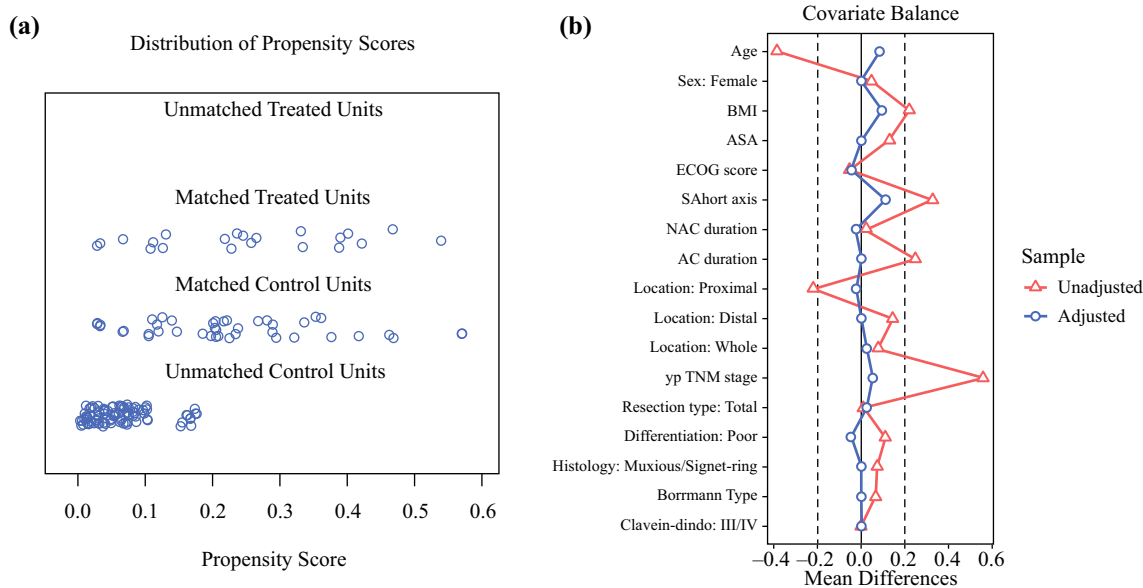 (a)
Distribution of Propensity Scores
Unmatched Treated Units
Matched Treated Units
Matched Control Units
Unmatched Control Units
0.0 0.1 0.2 0.3 0.4 0.5 0.6
Propensity Score
(b)
Covariate Balance
Age
Sex: Female
BMI
ASA
ECOG score
SAhort axis
NAC duration
AC duration
Location: Proximal
Location: Distal
Location: Whole
yp TNM stage
Resection type: Total
Differentiation: Poor
Histology: Muxious/Signet-ring
Borrmann Type
Clavein-dindo: III/IV
−0.4 −0.2 0.0 0.2 0.4 0.6
Mean Differences
Sample
Unadjusted
Adjusted